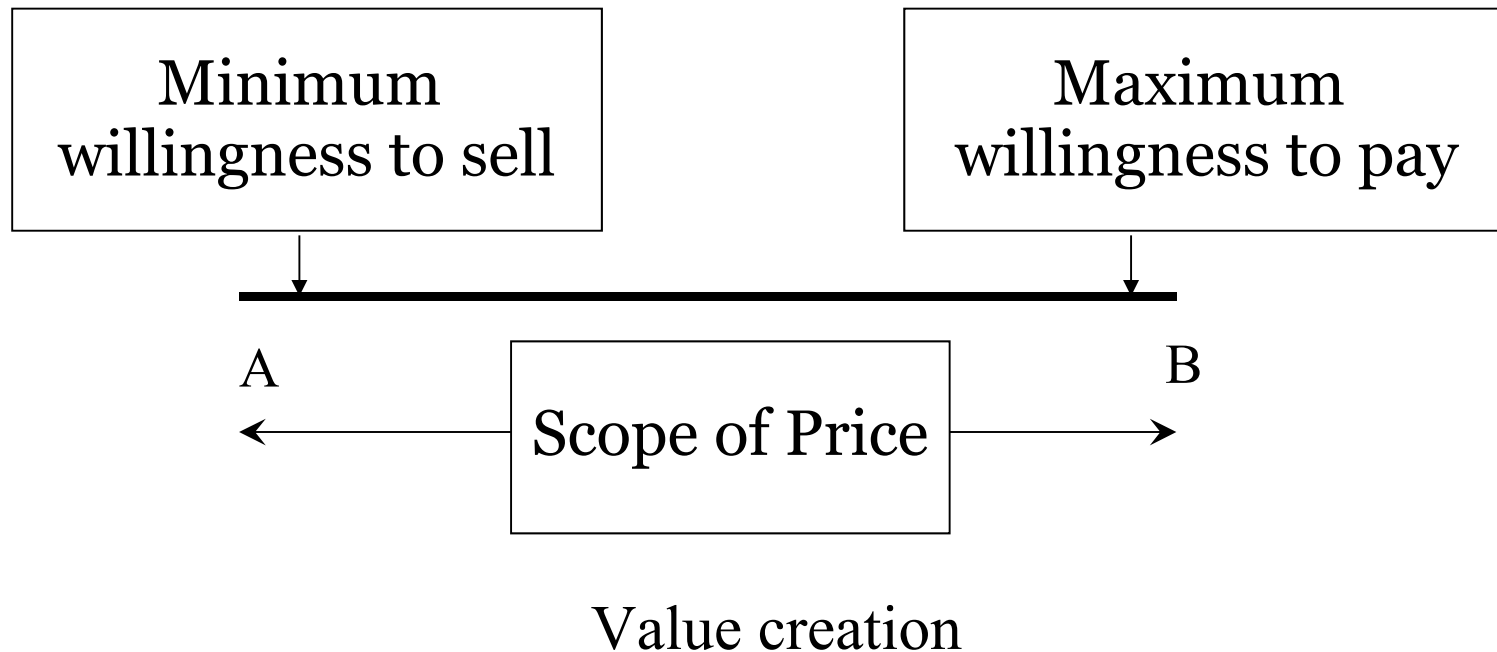 Minimum
willingness to sell
Maximum
willingness to pay
A
B
Scope of Price
Value creation